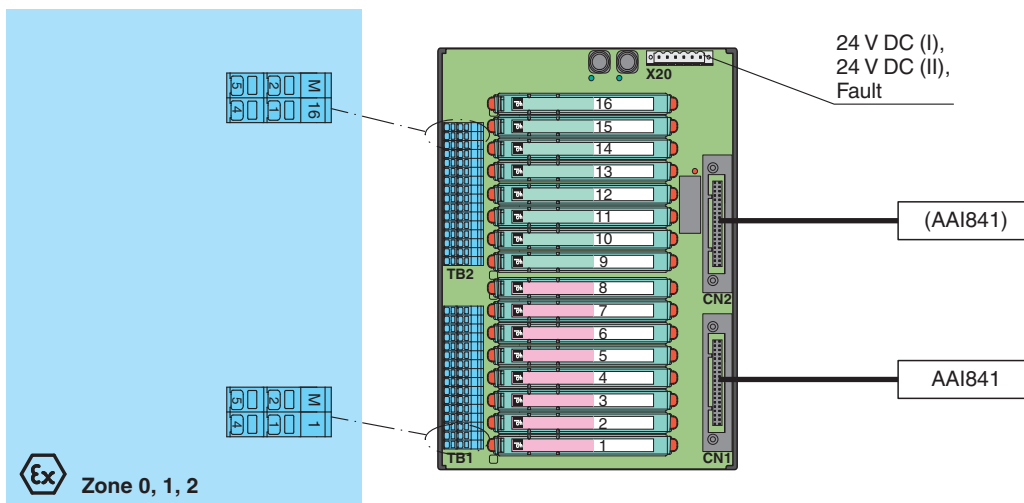 24 V DC (I),
24 V DC (II),
Fault
X20
5 2 M
4 1 16
16
15
14
13
12
11
10
9
TB2
8
7
6
5
4
3
2
1
TB1
CN2
CN1
(AAI841)
AAI841
5 2 M
4 1 1
Ex
Zone 0, 1, 2